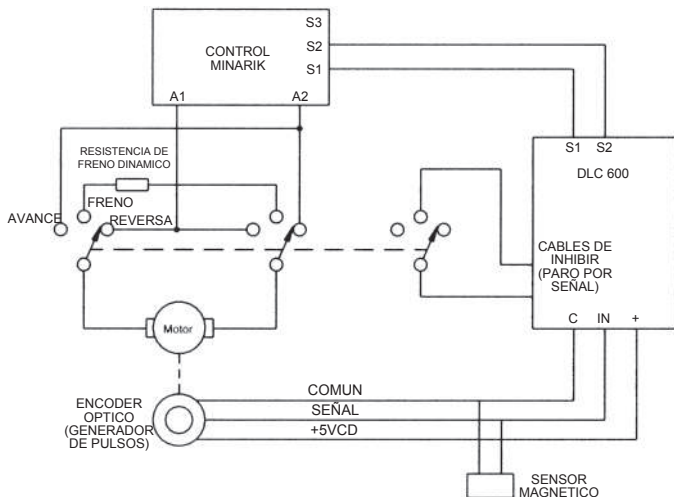 S3
CONTROL
MINARIK
S2
S1
A1
A2
S1
S2
DLC 600
RESISTENCIA DE
FRENO DINAMICO
FRENO
AVANCE
REVERSA
CABLES DE
INHIBIR
(PARO POR
SEÑAL)
C
IN
+
Motor
ENCODER
OPTICO
(GENERADOR
DE PULSOS)
COMUN
SEÑAL
+5VCD
SENSOR
MAGNETICO